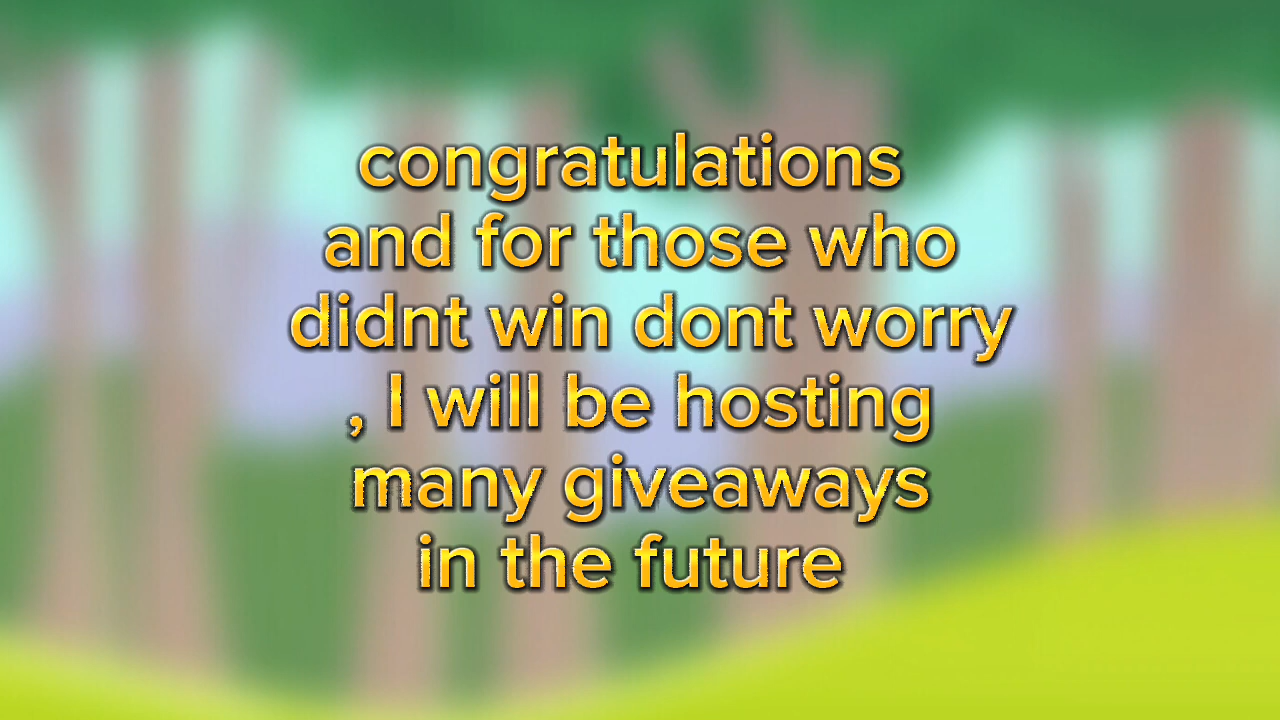 congratulations
and for those who
didnt win dont worry
, I will be hosting
many giveaways
in the future